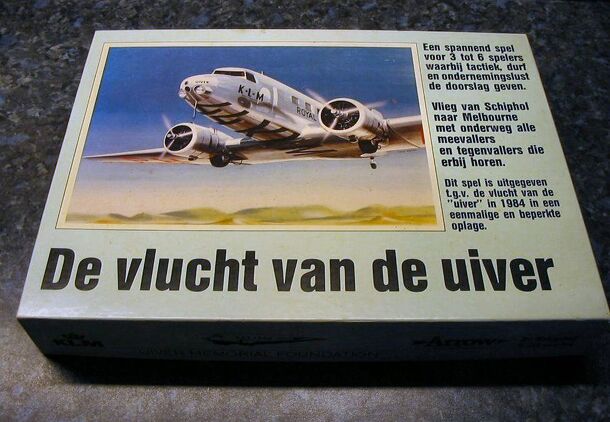 Een spannend spel
voor 3 tot 6 spelers
waarbij tactiek, durf
en ondernemingslust
de doorslag geven.
Vlieg van Schiphol
naar Melbourne
met onderweg alle
meevallers
en tegenvallers die
erbij horen.
Dit spel is uitgegeven
t.g.v. de vlucht van de
"uiver" in 1984 in een
eenmalige en beperkte
oplage.
UIVER
K·L·M
ROYAL
De vlucht van de uiver
KLM
UIVER MEMORIAL FOUNDATION
Arrow